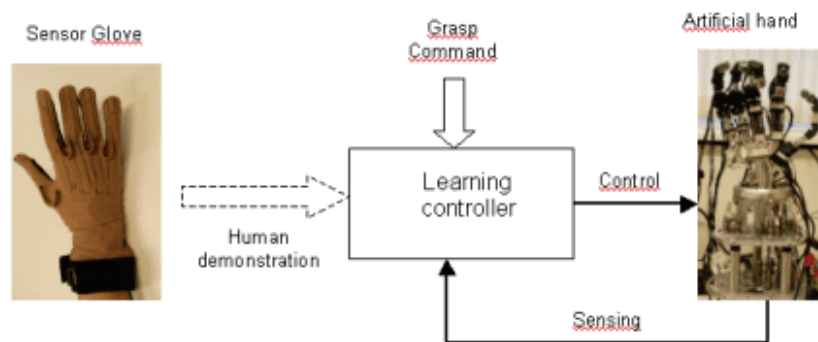 Sensor Glove
Grasp
Command
Artificial hand
Learning
controller
Control
Human
demonstration
Sensing